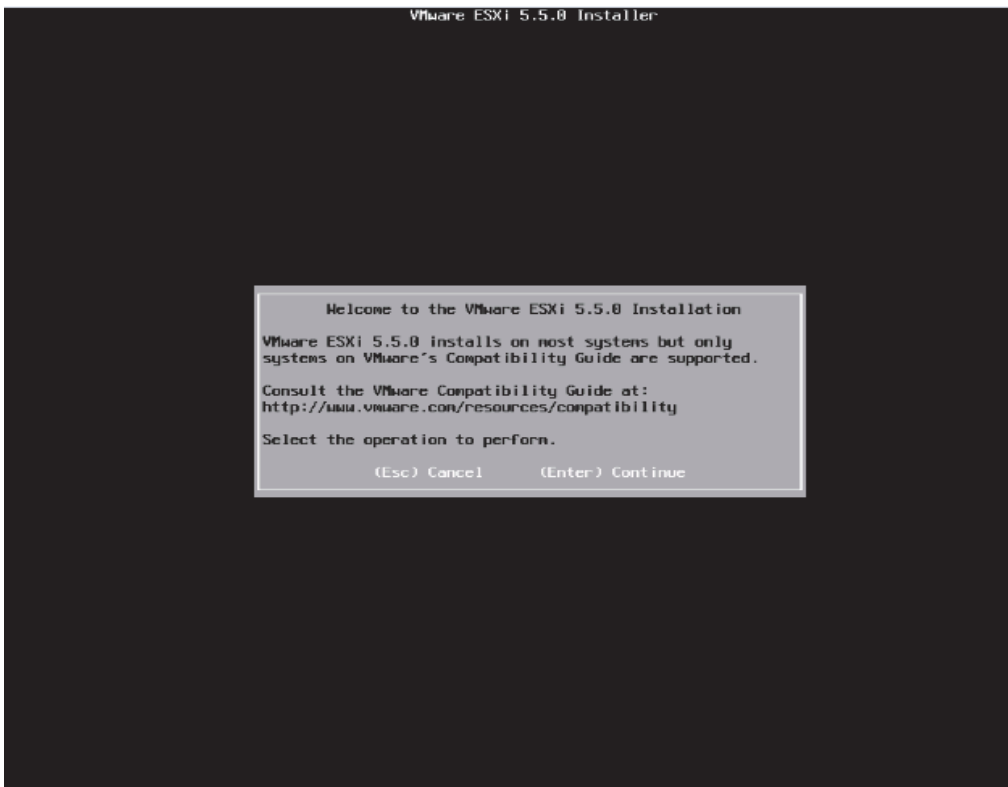 VMware ESXi 5.5.0 Installer
Welcome to the VMware ESXi 5.5.0 Installation
VMware ESXi 5.5.0 installs on most systems but only
systems on VMware's Compatibility Guide are supported.
Consult the VMware Compatibility Guide at:
http://www.vmware.com/resources/compatibility
Select the operation to perform.
(Esc) Cancel (Enter) Continue